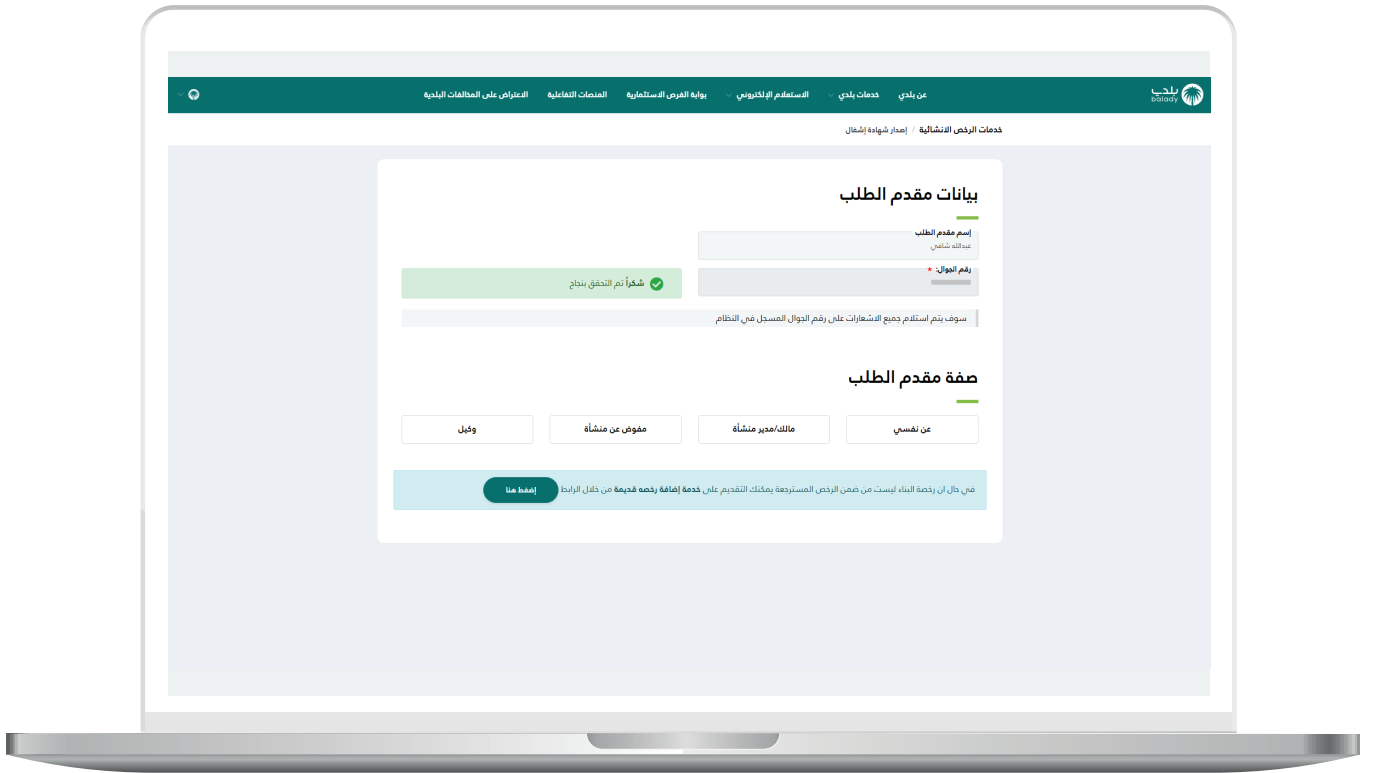 بلدي
balady
عن بلدي
خدمات بلدي
الاستعلام الإلكتروني
بوابة الفرص الاستثمارية
المنصات التفاعلية
الاعتراض على المخالفات البلدية
خدمات الرخص الانشائية / إصدار شهادة إشغال
بيانات مقدم الطلب
إسم مقدم الطلب
عبدالله شافي
رقم الجوال: *
شكراً تم التحقق بنجاح
سوف يتم استلام جميع الاشعارات على رقم الجوال المسجل في النظام
صفة مقدم الطلب
عن نفسي
مالك/مدير منشأة
مفوض عن منشأة
وكيل
في حال ان رخصة البناء ليست من ضمن الرخص المسترجعة يمكنك التقديم على خدمة إضافة رخصه قديمة من خلال الرابط إضغط هنا